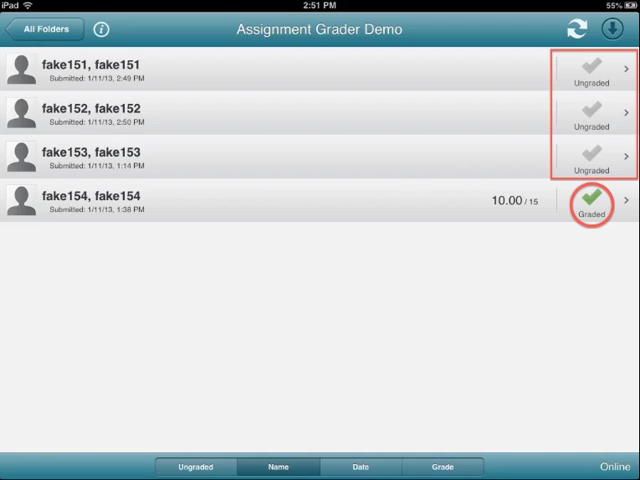 iPad 2:51 PM 55%
All Folders Assignment Grader Demo
fake151, fake151
Submitted: 1/11/13, 2:49 PM
Ungraded
fake152, fake152
Submitted: 1/11/13, 2:50 PM
Ungraded
fake153, fake153
Submitted: 1/11/13, 1:14 PM
Ungraded
fake154, fake154
Submitted: 1/11/13, 1:38 PM
10.00 / 15
Graded
Ungraded Name Date Grade Online